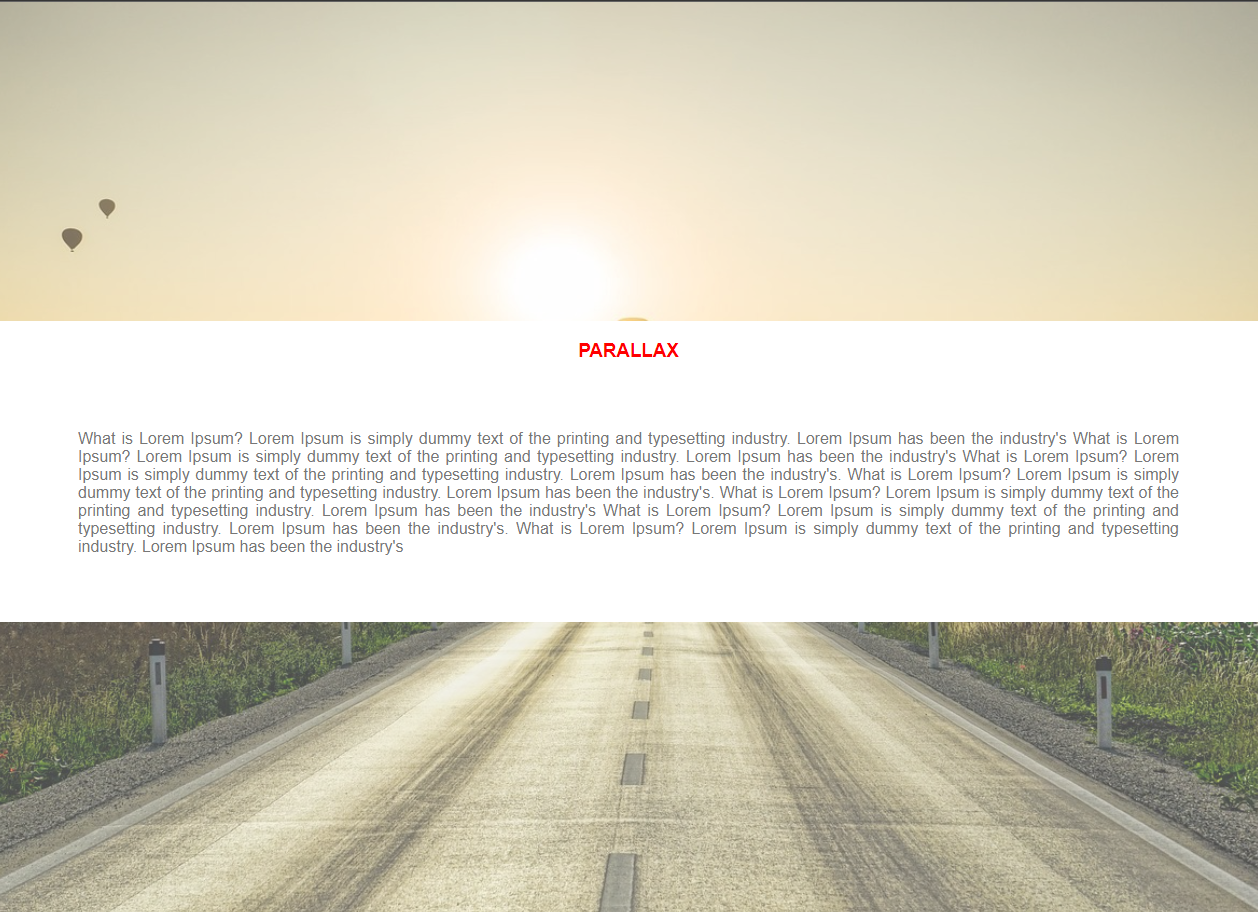 PARALLAX
What is Lorem Ipsum? Lorem Ipsum is simply dummy text of the printing and typesetting industry. Lorem Ipsum has been the industry's What is Lorem
Ipsum? Lorem Ipsum is simply dummy text of the printing and typesetting industry. Lorem Ipsum has been the industry's What is Lorem Ipsum? Lorem
Ipsum is simply dummy text of the printing and typesetting industry. Lorem Ipsum has been the industry's. What is Lorem Ipsum? Lorem Ipsum is simply
dummy text of the printing and typesetting industry. Lorem Ipsum has been the industry's. What is Lorem Ipsum? Lorem Ipsum is simply dummy text of the
printing and typesetting industry. Lorem Ipsum has been the industry's What is Lorem Ipsum? Lorem Ipsum is simply dummy text of the printing and
typesetting industry. Lorem Ipsum has been the industry's. What is Lorem Ipsum? Lorem Ipsum is simply dummy text of the printing and typesetting
industry. Lorem Ipsum has been the industry's